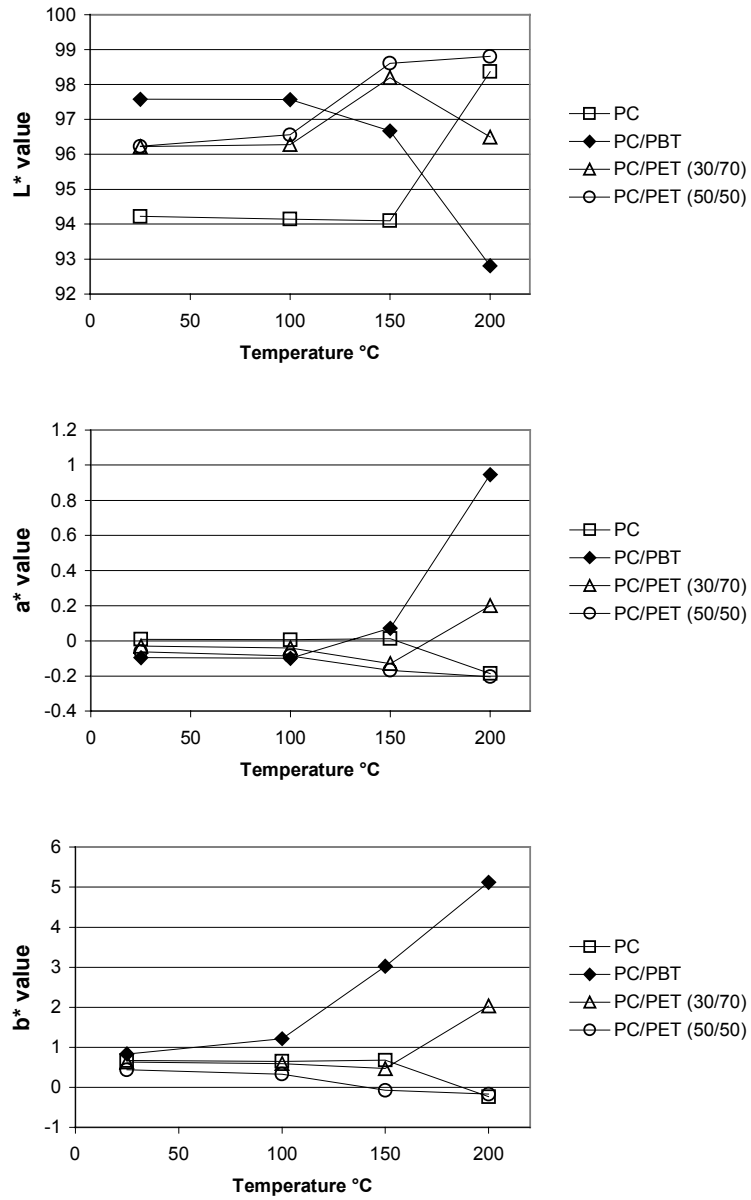 100
99
98
97
96
95
94
93
92
L* value
0 50 100 150 200
Temperature °C
PC
PC/PBT
PC/PET (30/70)
PC/PET (50/50)
1.2
1
0.8
0.6
0.4
0.2
0
-0.2
-0.4
a* value
0 50 100 150 200
Temperature °C
PC
PC/PBT
PC/PET (30/70)
PC/PET (50/50)
6
5
4
3
2
1
0
-1
b* value
0 50 100 150 200
Temperature °C
PC
PC/PBT
PC/PET (30/70)
PC/PET (50/50)